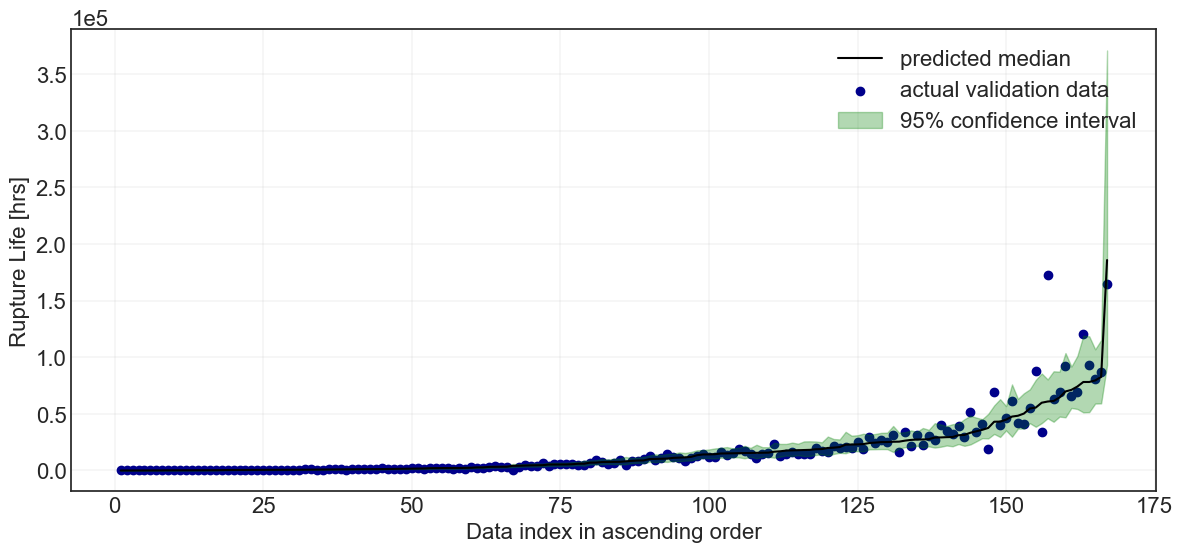 1e5
3.5
3.0
2.5
2.0
1.5
1.0
0.5
0.0
Rupture Life [hrs]
predicted median
actual validation data
95% confidence interval
0 25 50 75 100 125 150 175
Data index in ascending order